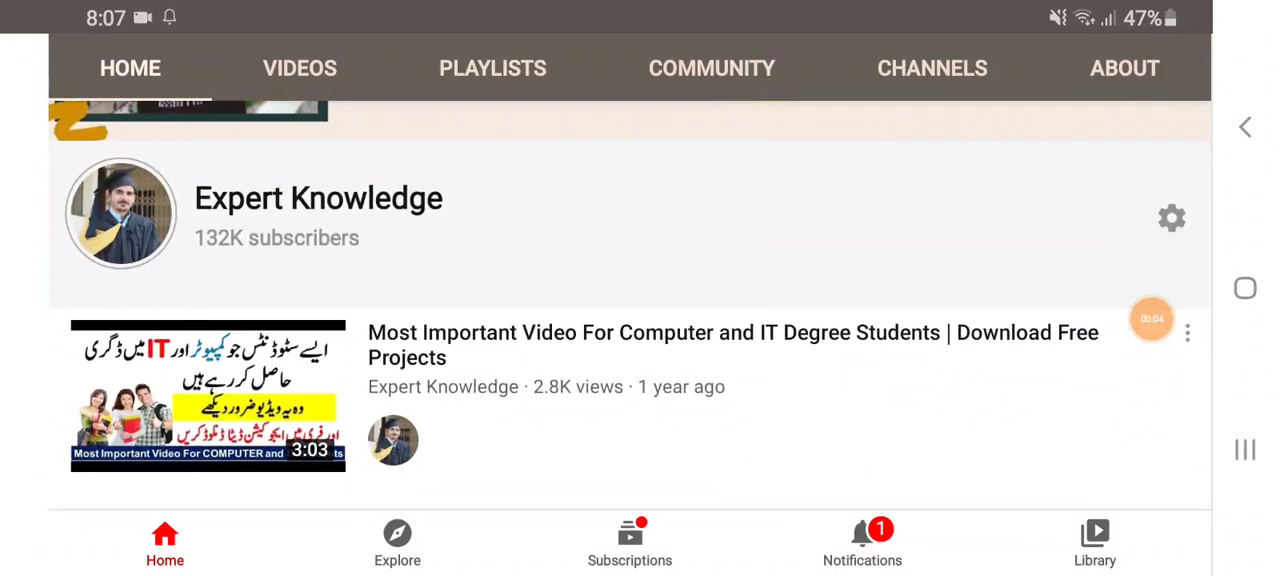 8:07
47%
HOME VIDEOS PLAYLISTS COMMUNITY CHANNELS ABOUT
Expert Knowledge
132K subscribers
00:04
ایسے سٹوڈنٹس جو کمپیوٹر اور IT میں ڈگری
حاصل کر رہے ہیں
وہ یہ ویڈیو ضرور دیکھے
اور فری میں ایجوکیشن ڈیٹا ڈنلوڈ کریں
Most Important Video For COMPUTER and
3:03
Most Important Video For Computer and IT Degree Students | Download Free
Projects
Expert Knowledge · 2.8K views · 1 year ago
1
Home Explore Subscriptions Notifications Library